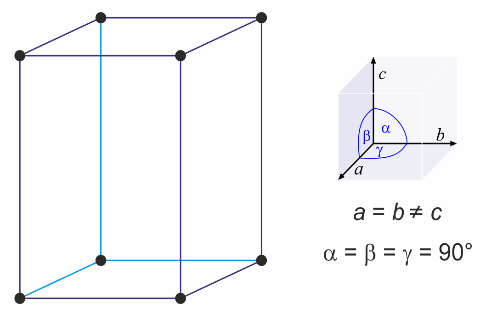 c
α
β
b
γ
a
a = b ≠ c
α = β = γ = 90°